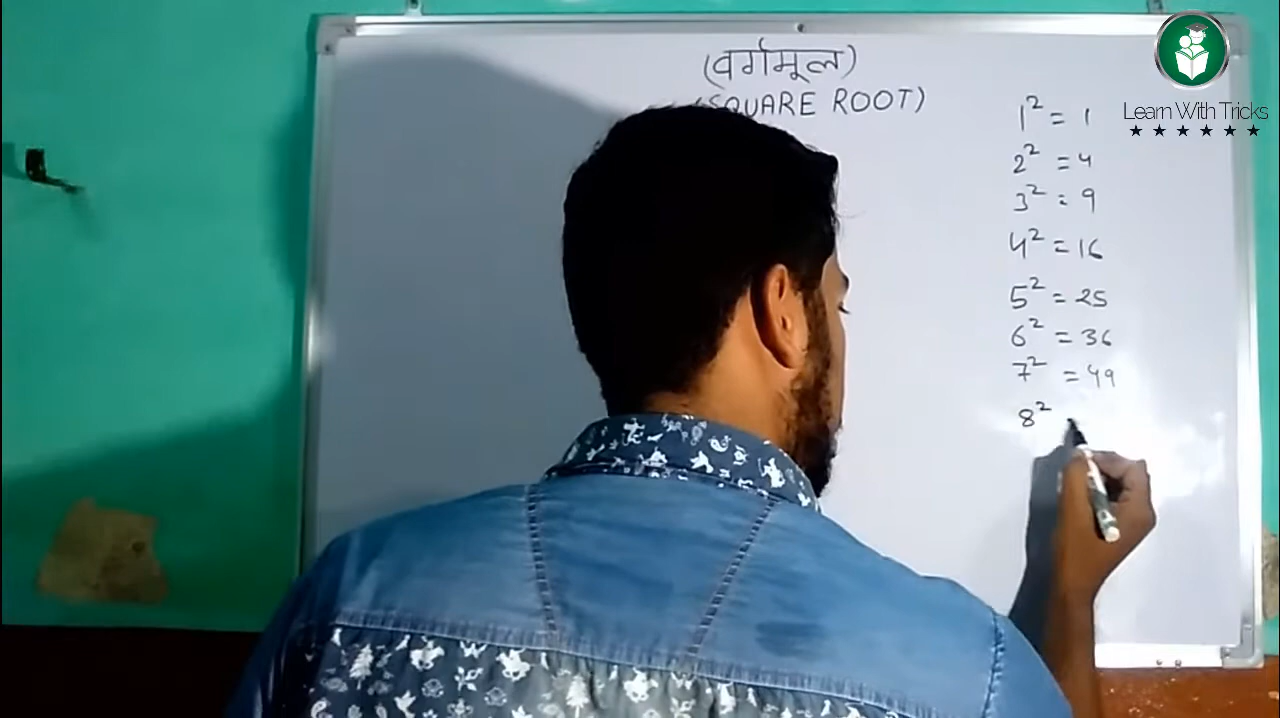 (वर्गमूल)
(SQUARE ROOT)
1² = 1
2² = 4
3² = 9
4² = 16
5² = 25
6² = 36
7² = 49
8²
Learn With Tricks